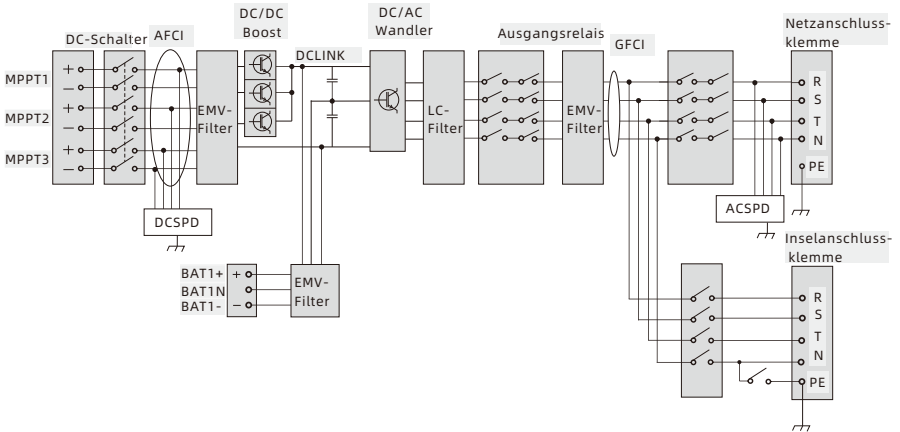 DC-Schalter
AFCI
DC/DC
Boost
DCLINK
DC/AC
Wandler
Ausgangsrelais
GFCI
Netzanschluss-
klemme
MPPT1
MPPT2
MPPT3
+
−
+
−
+
−
EMV-
Filter
LC-
Filter
EMV-
Filter
R
S
T
N
PE
DCSPD
ACSPD
BAT1+
BAT1N
BAT1-
+
−
EMV-
Filter
Inselanschluss-
klemme
R
S
T
N
PE